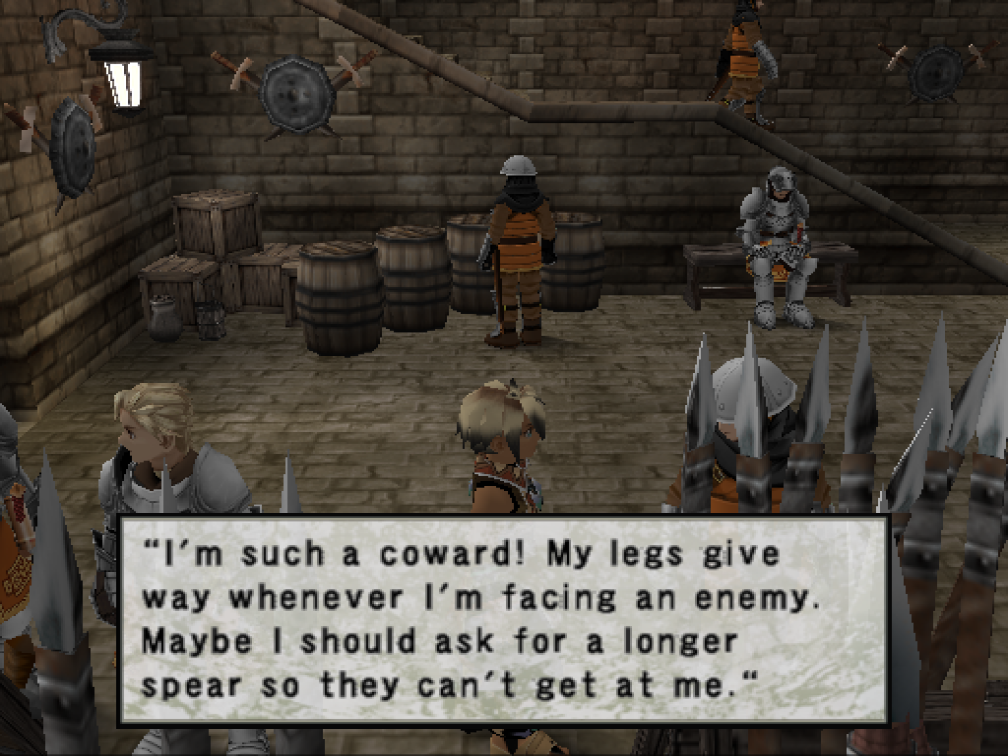 “I'm such a coward! My legs give
way whenever I'm facing an enemy.
Maybe I should ask for a longer
spear so they can't get at me.“